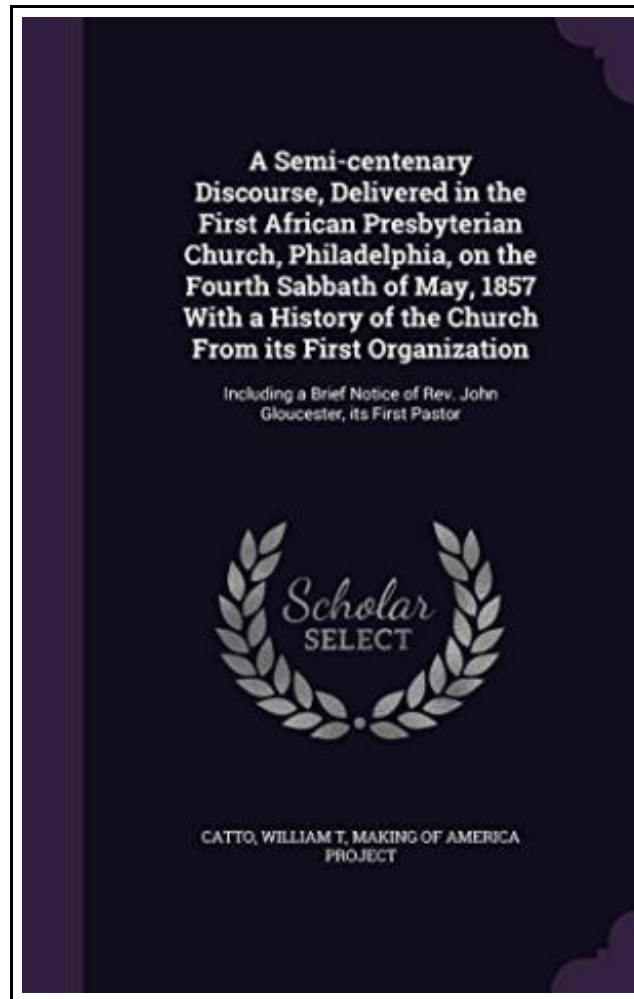 A Semi-centenary
Discourse, Delivered in the
First African Presbyterian
Church, Philadelphia, on the
Fourth Sabbath of May, 1857
With a History of the Church
From its First Organization
Including a Brief Notice of Rev. John
Gloucester, its First Pastor
Scholar
SELECT
CATTO, WILLIAM T, MAKING OF AMERICA
PROJECT